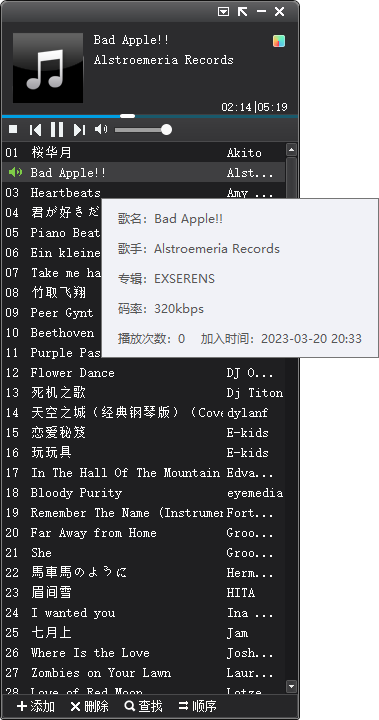 Bad Apple!!
Alstroemeria Records
02:14|05:19
01 桜华月 Akito
Bad Apple!! Alst...
03 Heartbeats Amy ...
04 君が好きだ
05 Piano Beat
06 Ein kleine
07 Take me ha
08 竹取飞翔
09 Peer Gynt
10 Beethoven
11 Purple Pas
歌名：Bad Apple!!
歌手：Alstroemeria Records
专辑：EXSERENS
码率：320kbps
播放次数：0 加入时间：2023-03-20 20:33
12 Flower Dance DJ O...
13 死机之歌 Dj Titon
14 天空之城（经典钢琴版）（Cove dylanf
15 恋爱秘笈 E-kids
16 玩玩具 E-kids
17 In The Hall Of The Mountain Edva...
18 Bloody Purity eyemedia
19 Remember The Name (Instrumen Fort...
20 Far Away from Home Groo...
21 She Groo...
22 馬車馬のように Herm...
23 眉间雪 HITA
24 I wanted you Ina ...
25 七月上 Jam
26 Where Is the Love Josh...
27 Zombies on Your Lawn Laur...
28 Love of Red Moon Lotze
添加 删除 查找 顺序